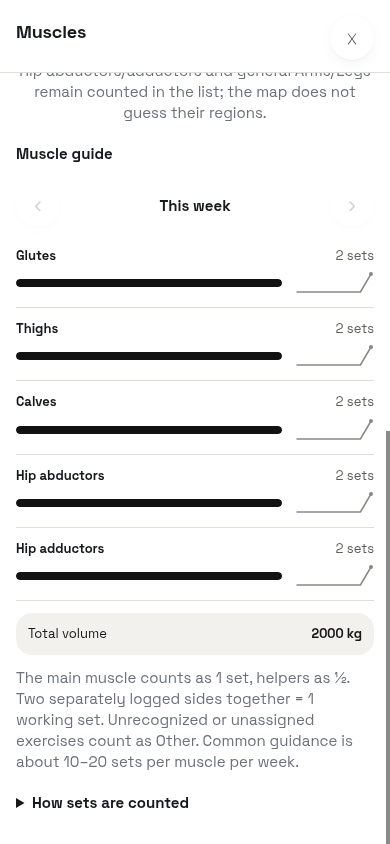 Muscles
X
Hip abductors/adductors and general Arms/Legs
remain counted in the list; the map does not
guess their regions.
Muscle guide
This week
Glutes 2 sets
Thighs 2 sets
Calves 2 sets
Hip abductors 2 sets
Hip adductors 2 sets
Total volume 2000 kg
The main muscle counts as 1 set, helpers as ½.
Two separately logged sides together = 1
working set. Unrecognized or unassigned
exercises count as Other. Common guidance is
about 10–20 sets per muscle per week.
How sets are counted